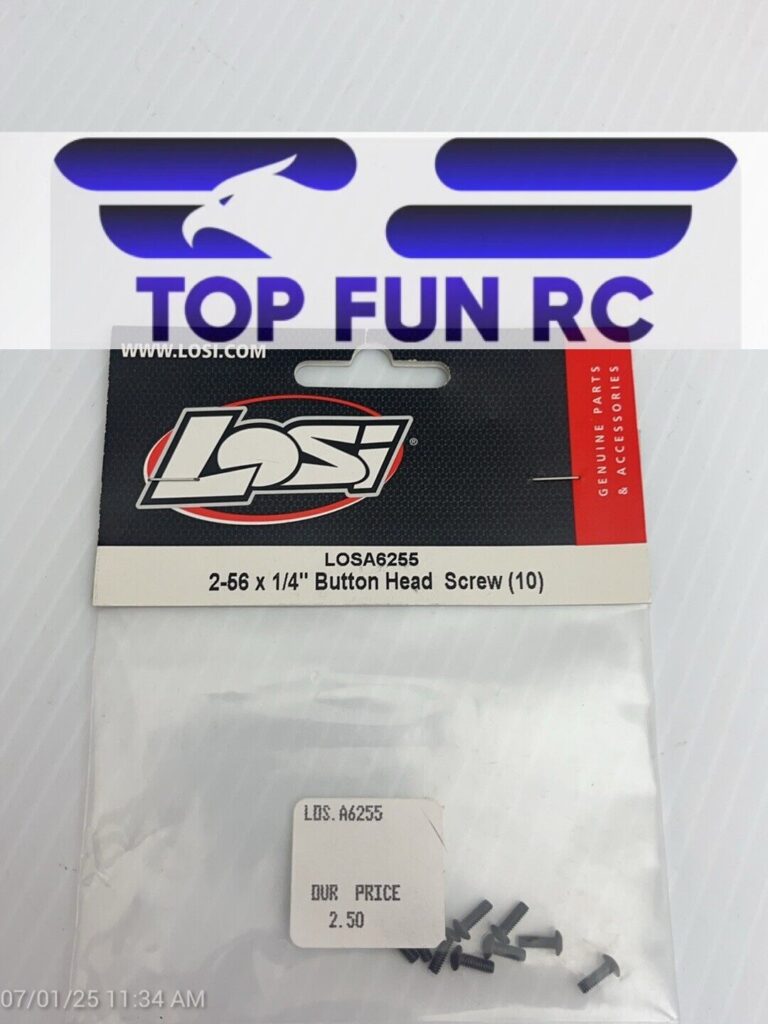 TOP FUN RC
WWW.LOSI.COM
LOSI ®
GENUINE PARTS
& ACCESSORIES
LOSA6255
2-56 x 1/4" Button Head Screw (10)
LOS.A6255
OUR PRICE
2.50
07/01/25 11:34 AM